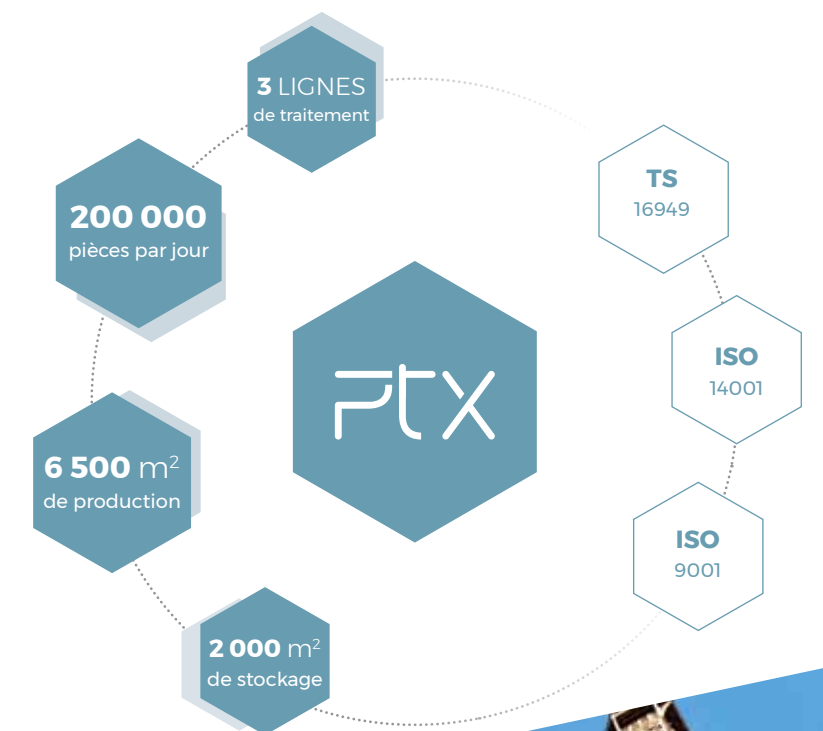 3 LIGNES
de traitement
200 000
pièces par jour
6 500 m²
de production
2 000 m²
de stockage
Ptx
TS
16949
ISO
14001
ISO
9001